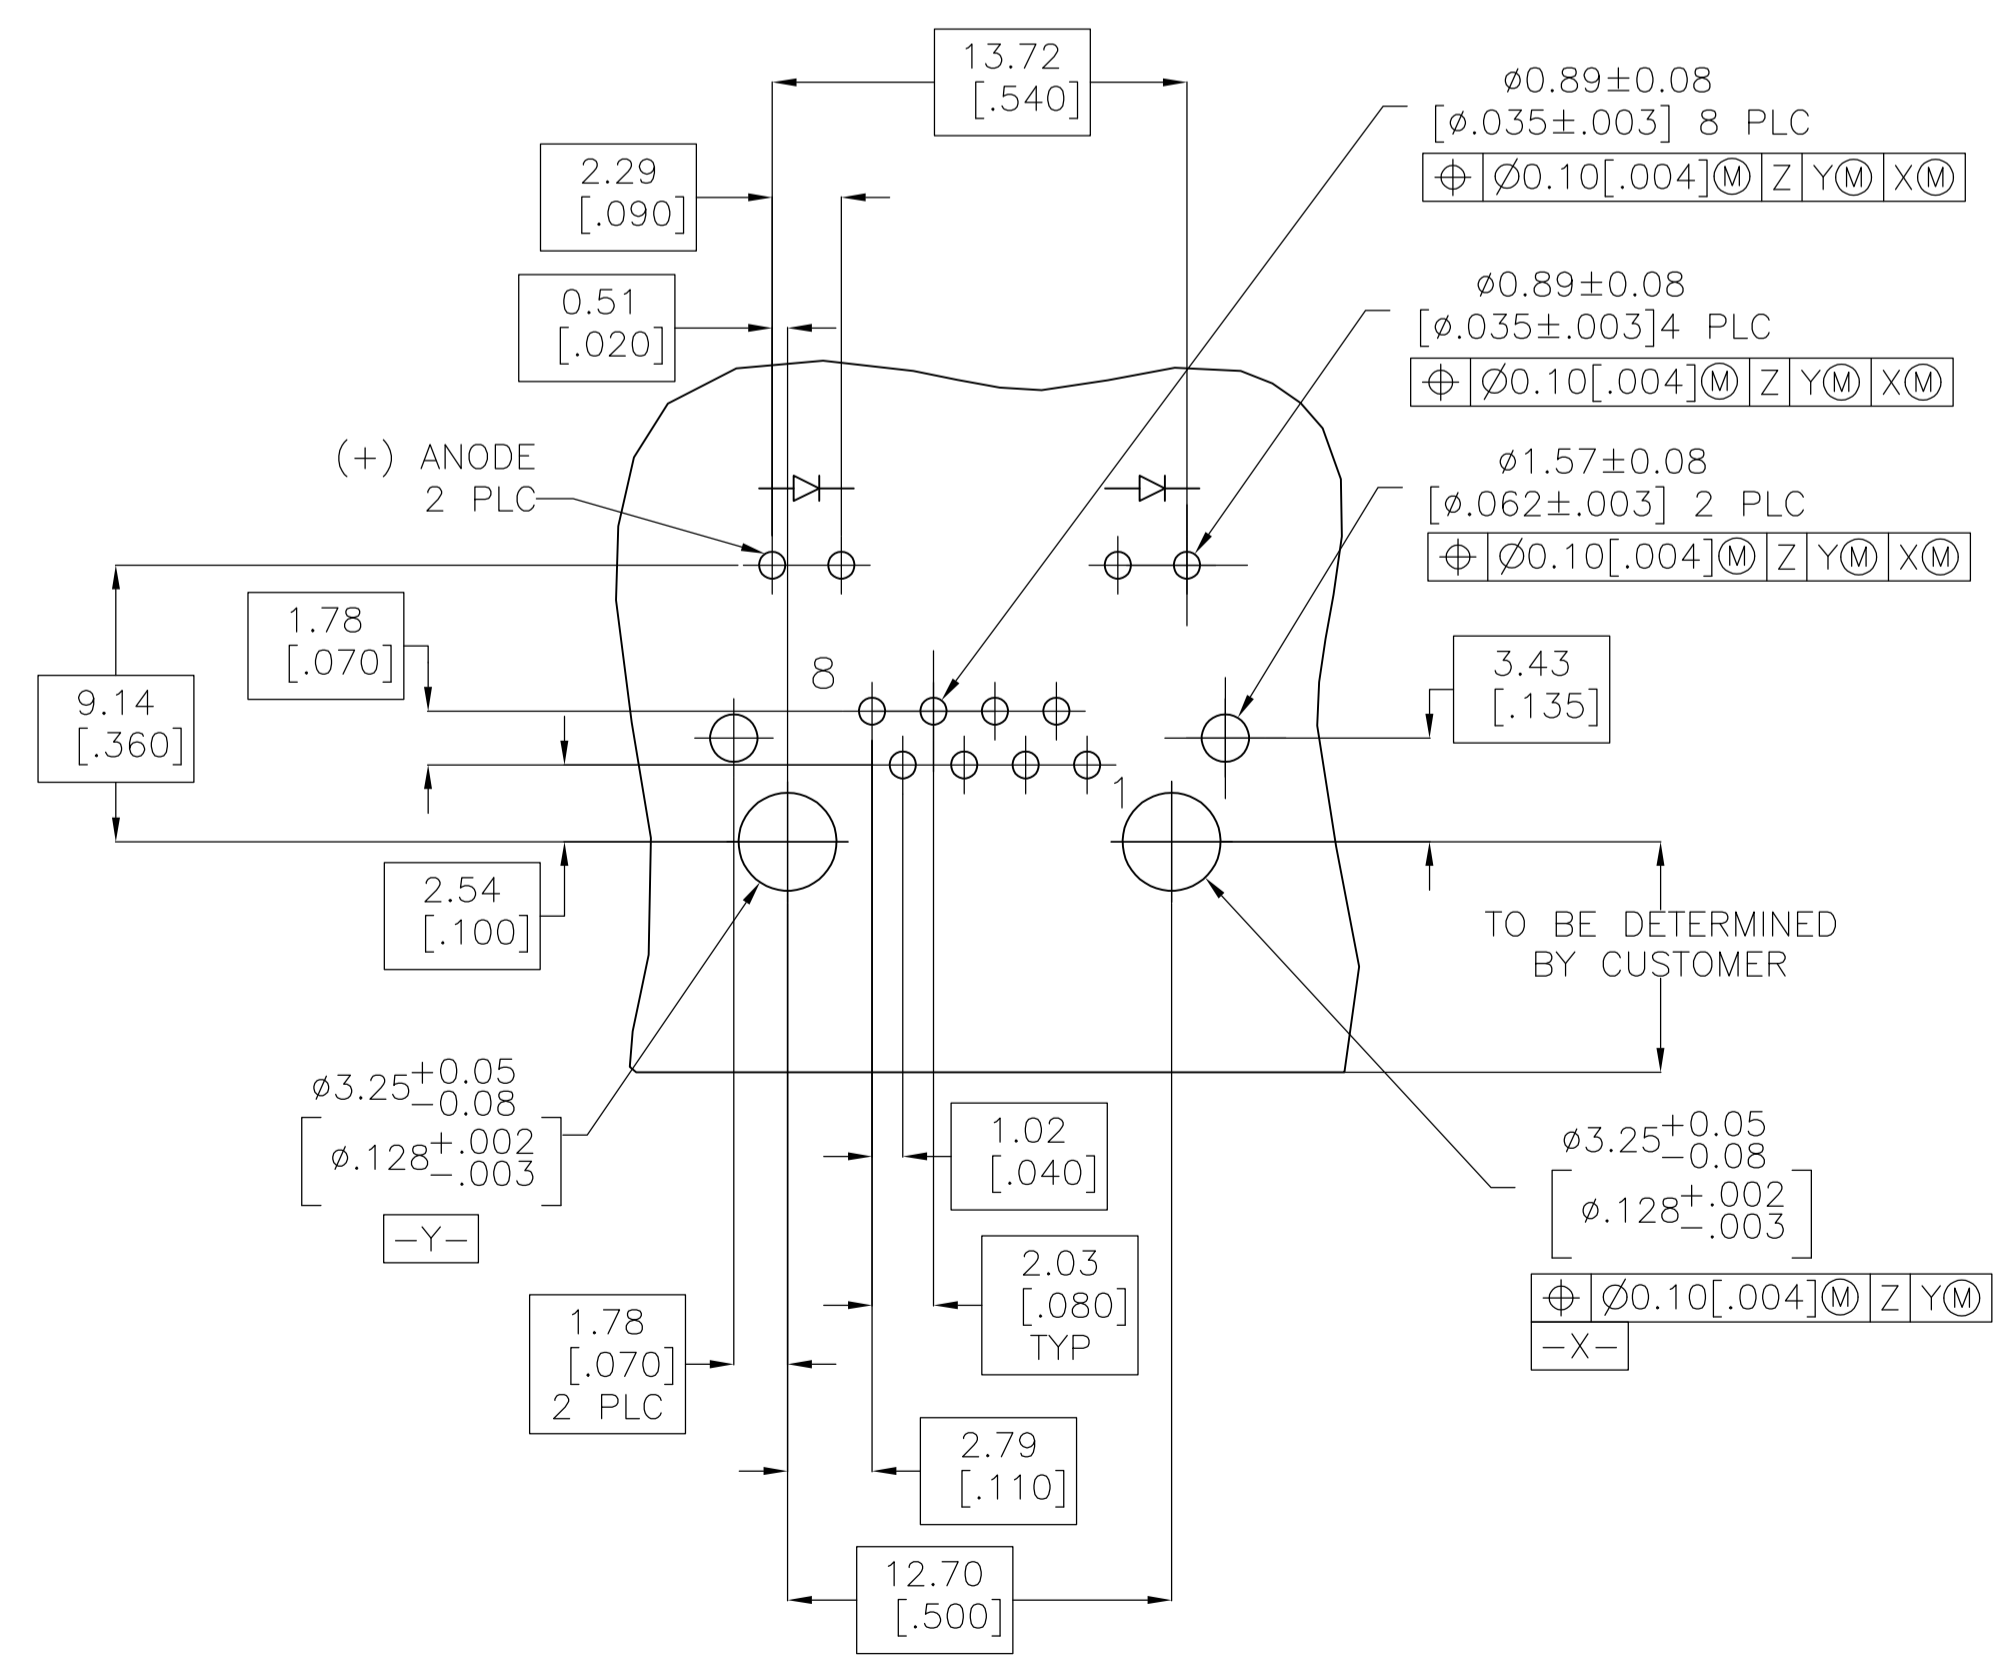 13.72
[.540]
ø0.89±0.08
[ø.035±.003] 8 PLC
⌖ Ø0.10[.004]Ⓜ Z YⓂ XⓂ
2.29
[.090]
0.51
[.020]
ø0.89±0.08
[ø.035±.003]4 PLC
⌖ Ø0.10[.004]Ⓜ Z YⓂ XⓂ
(+) ANODE
2 PLC
ø1.57±0.08
[ø.062±.003] 2 PLC
⌖ Ø0.10[.004]Ⓜ Z YⓂ XⓂ
1.78
[.070]
9.14
[.360]
8
3.43
[.135]
1
2.54
[.100]
TO BE DETERMINED
BY CUSTOMER
ø3.25+0.05
-0.08
[ø.128+.002
-.003]
-Y-
1.02
[.040]
ø3.25+0.05
-0.08
[ø.128+.002
-.003]
⌖ Ø0.10[.004]Ⓜ Z YⓂ
-X-
2.03
[.080]
TYP
1.78
[.070]
2 PLC
2.79
[.110]
12.70
[.500]